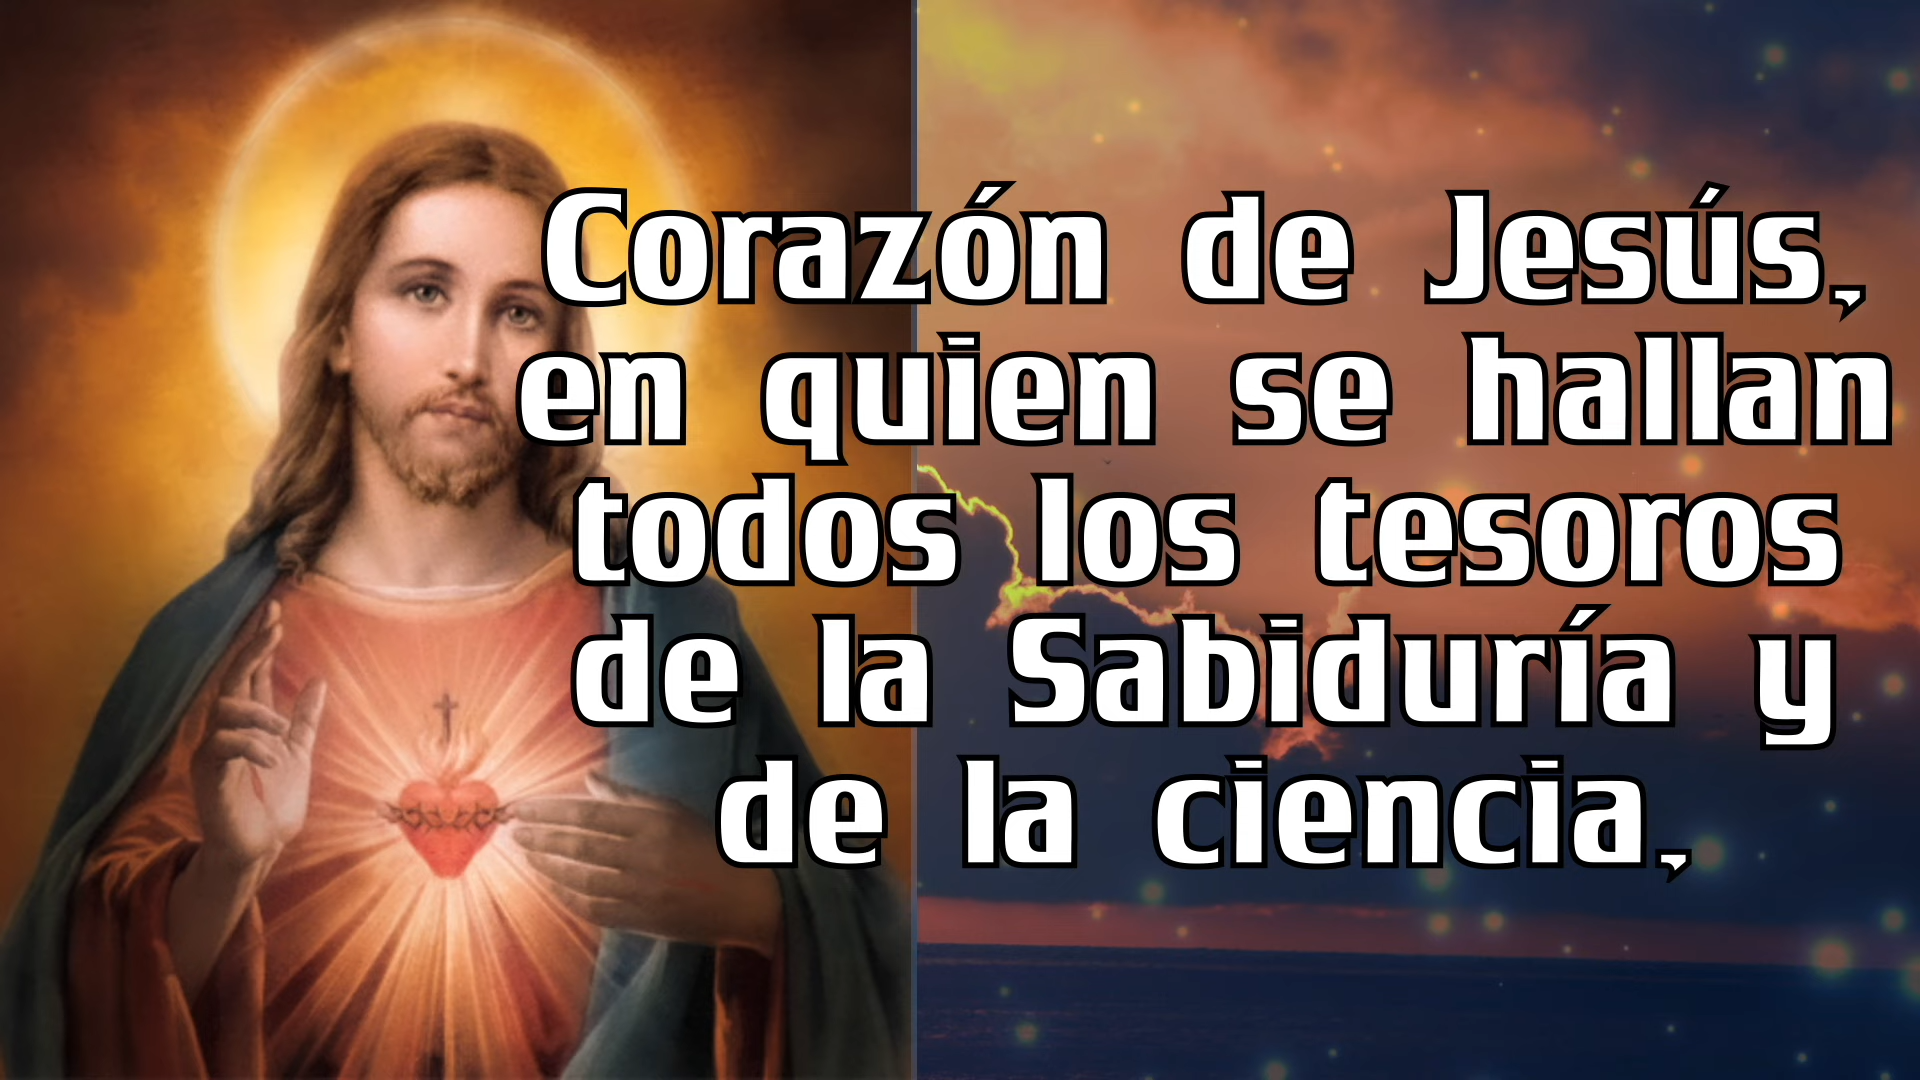 Corazón de Jesús,
en quien se hallan
todos los tesoros
de la Sabiduría y
de la ciencia,